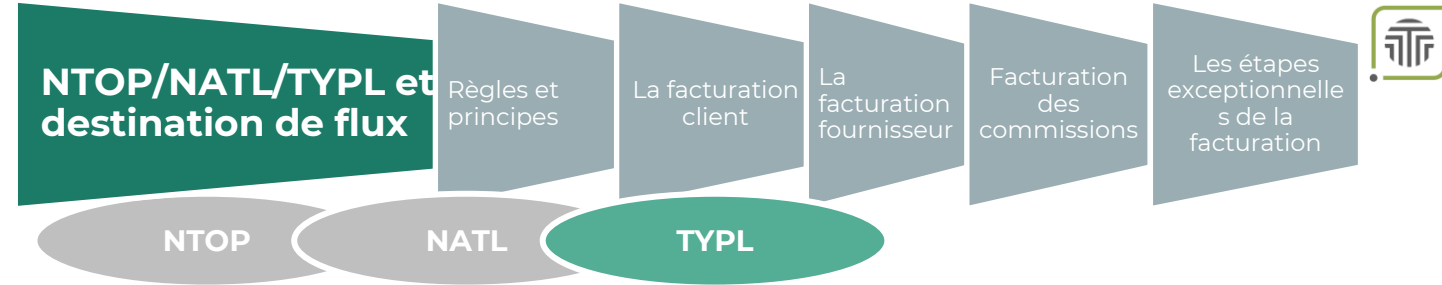 NTOP/NATL/TYPL et
destination de flux
Règles et
principes
La facturation
client
La
facturation
fournisseur
Facturation
des
commissions
Les étapes
exceptionnelle
s de la
facturation
NTOP
NATL
TYPL